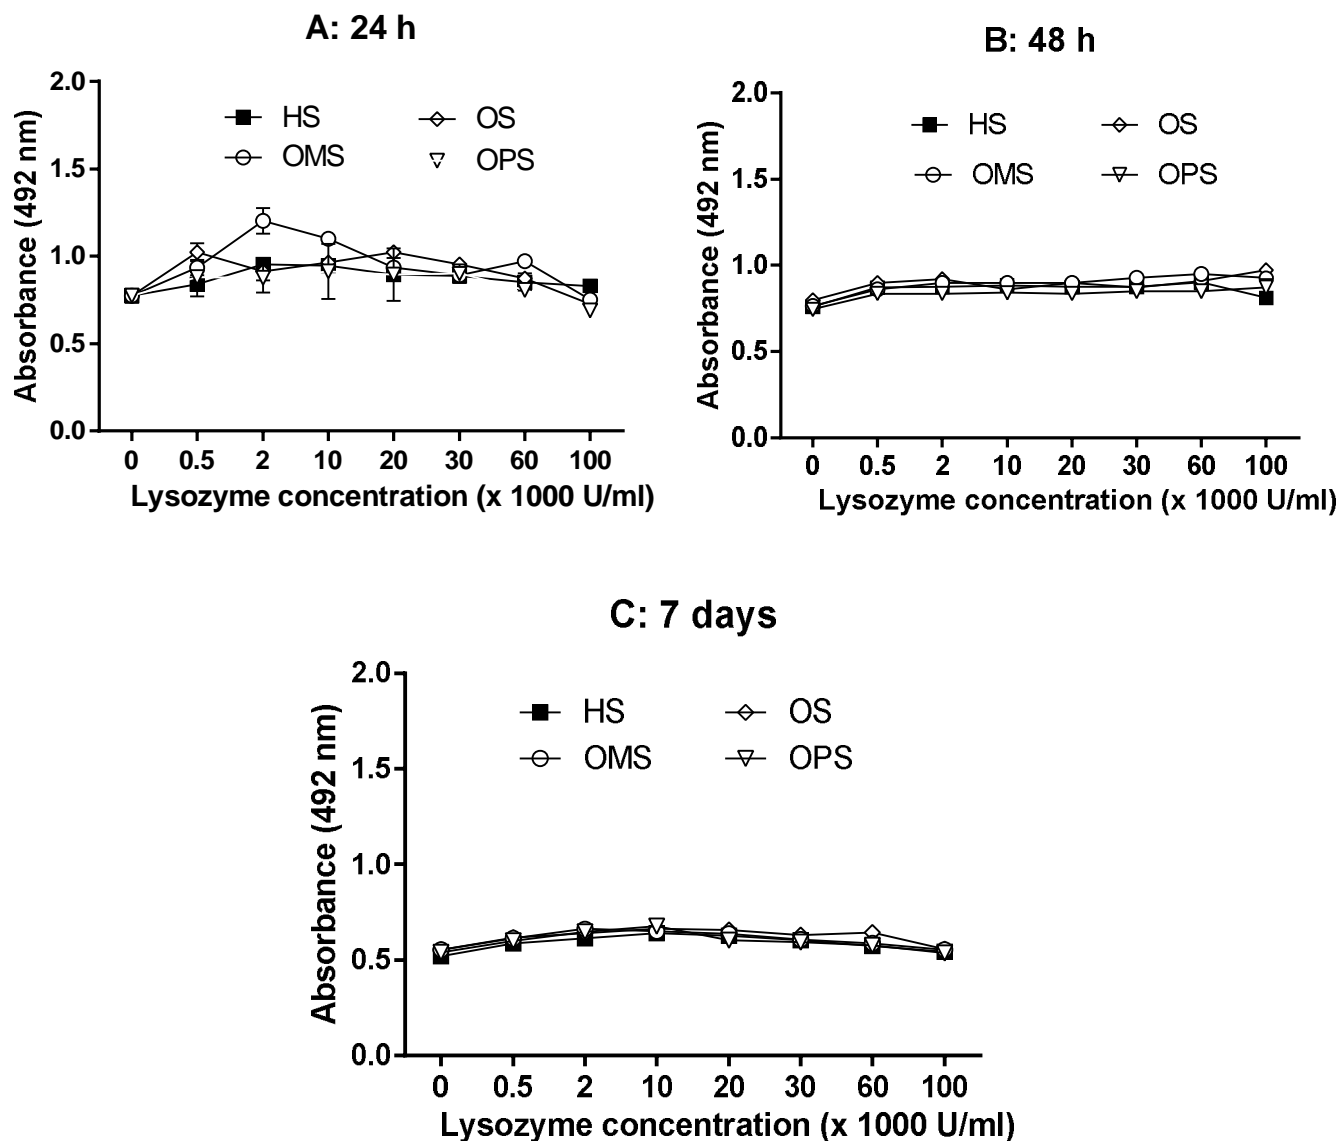 A: 24 h
2.0
1.5
1.0
0.5
0.0
Absorbance (492 nm)
HS
OS
OMS
OPS
0 0.5 2 10 20 30 60 100
Lysozyme concentration (x 1000 U/ml)
B: 48 h
2.0
1.5
1.0
0.5
0.0
Absorbance (492 nm)
HS
OS
OMS
OPS
0 0.5 2 10 20 30 60 100
Lysozyme concentration (x 1000 U/ml)
C: 7 days
2.0
1.5
1.0
0.5
0.0
Absorbance (492 nm)
HS
OS
OMS
OPS
0 0.5 2 10 20 30 60 100
Lysozyme concentration (x 1000 U/ml)